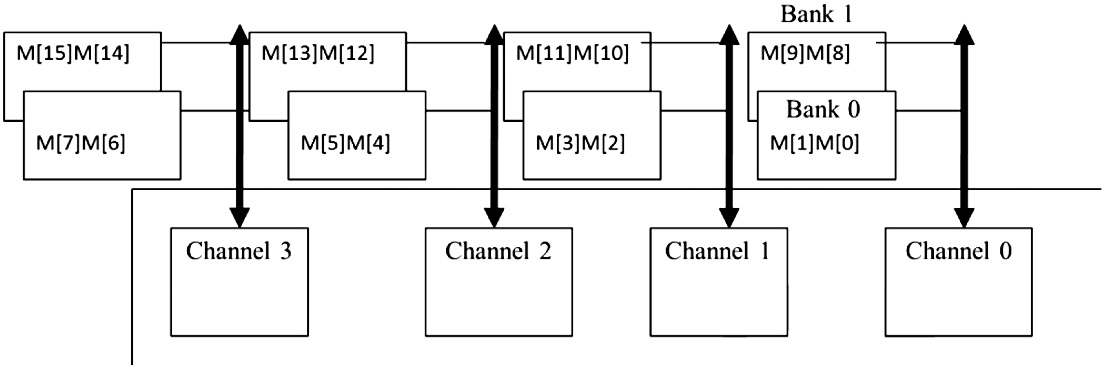 Bank 1
M[15]M[14]
M[13]M[12]
M[11]M[10]
M[9]M[8]
Bank 0
M[7]M[6]
M[5]M[4]
M[3]M[2]
M[1]M[0]
Channel 3
Channel 2
Channel 1
Channel 0